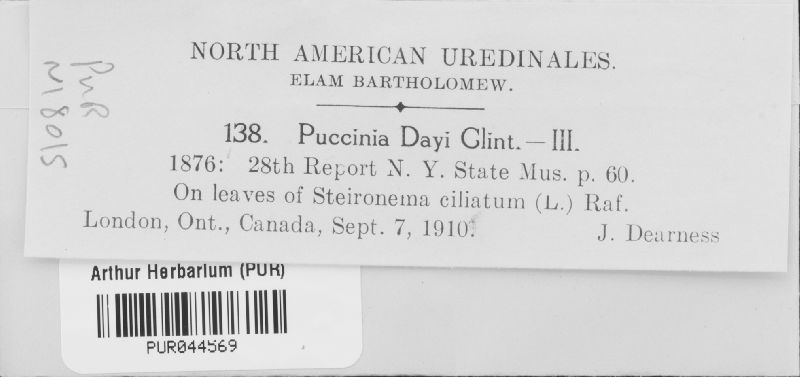 NORTH AMERICAN UREDINALES.
ELAM BARTHOLOMEW.
138. Puccinia Dayi Clint. — III.
1876: 28th Report N. Y. State Mus. p. 60.
On leaves of Steironema ciliatum (L.) Raf.
London, Ont., Canada, Sept. 7, 1910. J. Dearness
PUR
N18015
Arthur Herbarium (PUR)
PUR044569